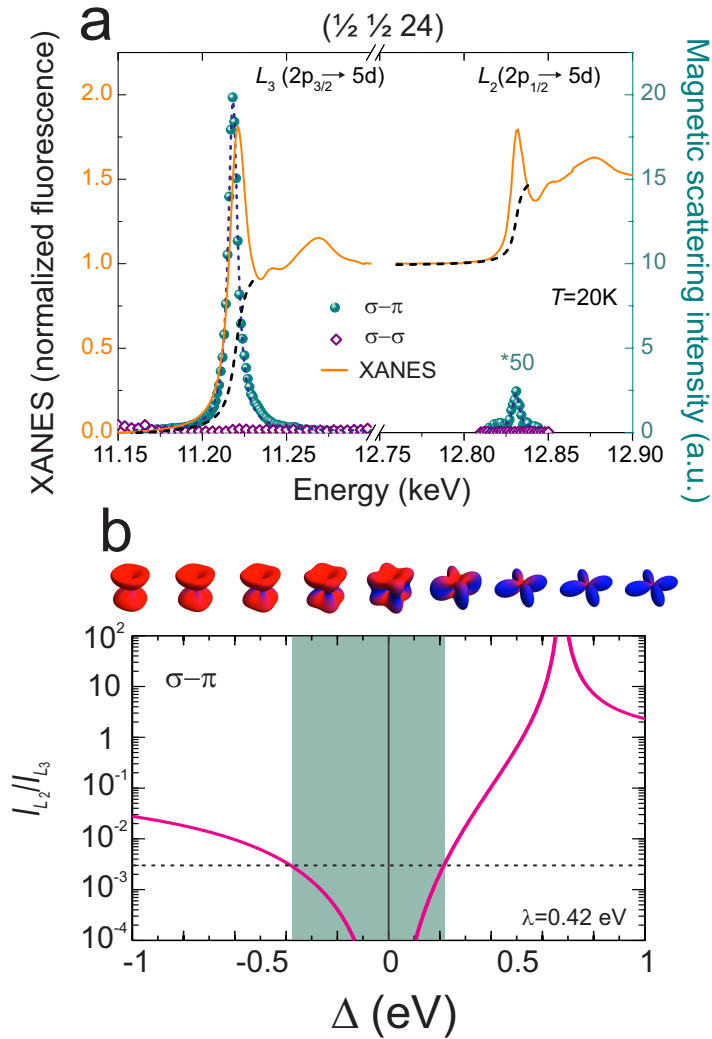 a
(½ ½ 24)
L3 (2p3/2→ 5d)
L2(2p1/2→ 5d)
XANES (normalized fluorescence)
2.0
1.5
1.0
0.5
0.0
Magnetic scattering intensity (a.u.)
20
15
10
5
0
T=20K
σ−π
σ−σ
XANES
*50
11.15
11.20
11.25
12.75
12.80
12.85
12.90
Energy (keV)
b
σ−π
IL2/IL3
10^2
10
1
10^-1
10^-2
10^-3
10^-4
λ=0.42 eV
-1
-0.5
0
0.5
1
Δ (eV)